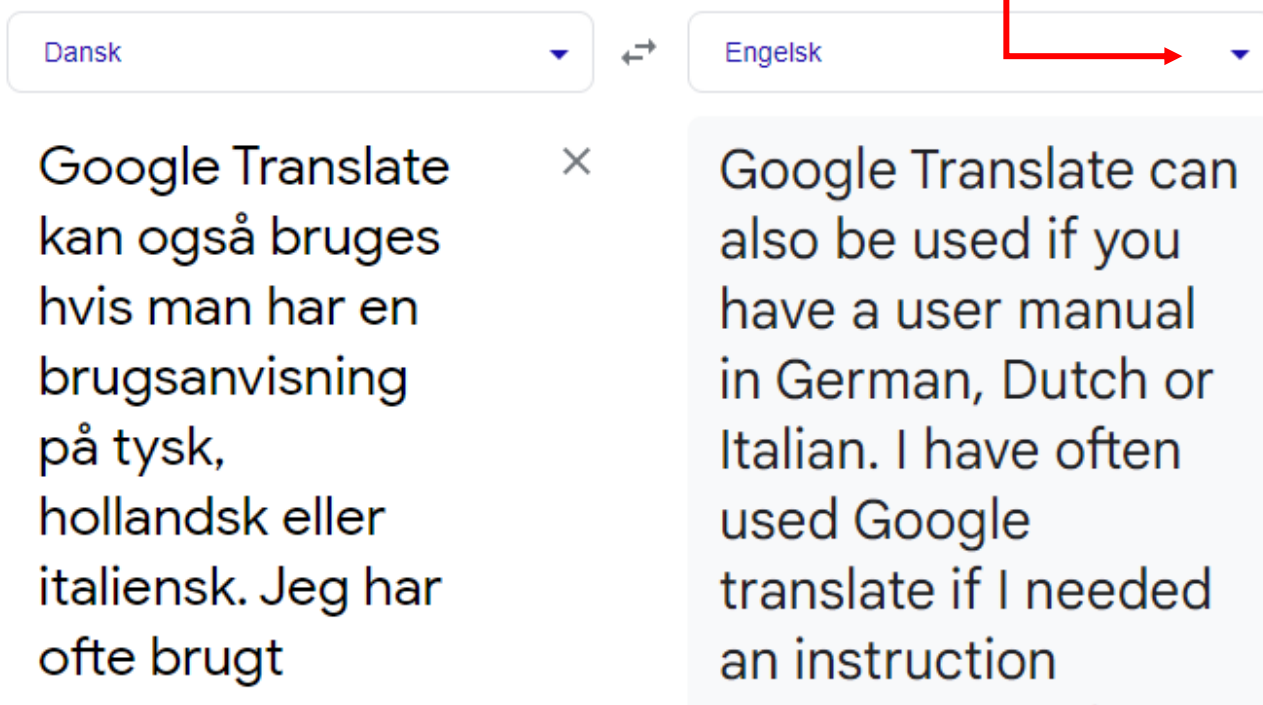 Dansk
Engelsk
Google Translate
kan også bruges
hvis man har en
brugsanvisning
på tysk,
hollandsk eller
italiensk. Jeg har
ofte brugt
Google Translate can
also be used if you
have a user manual
in German, Dutch or
Italian. I have often
used Google
translate if I needed
an instruction